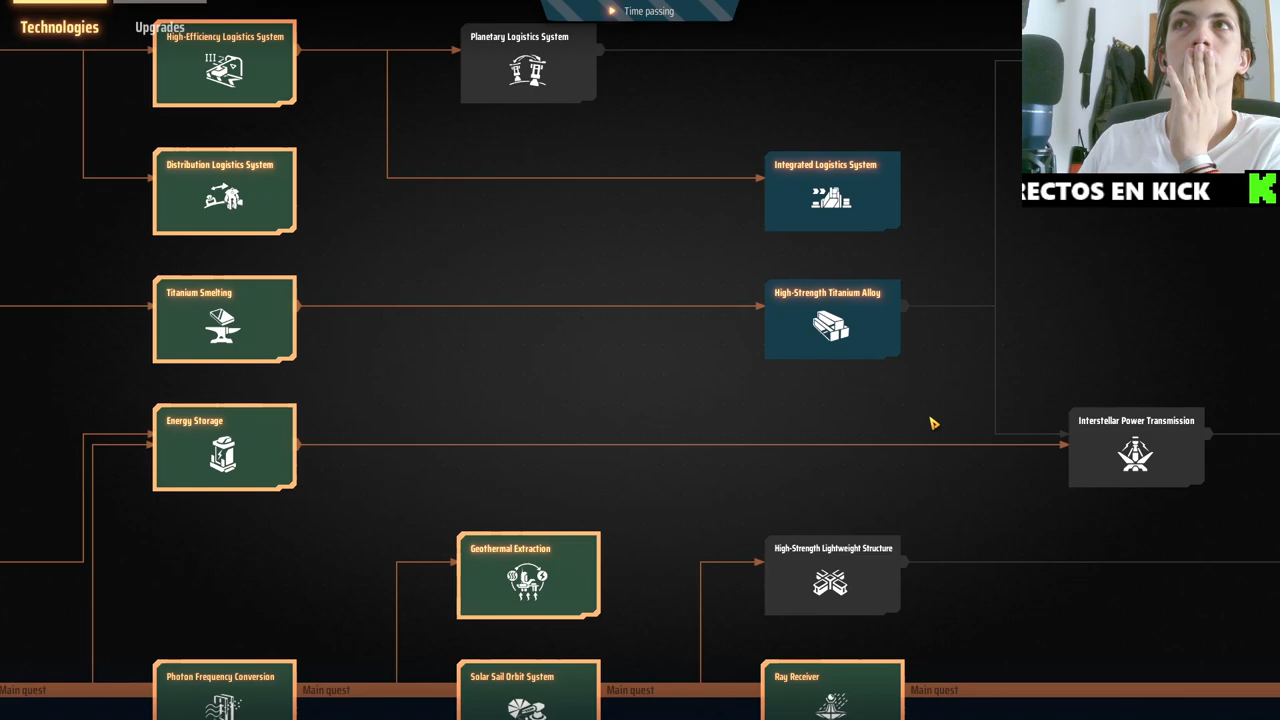 Time passing
Technologies
Upgrades
High-Efficiency Logistics System
Planetary Logistics System
Distribution Logistics System
Integrated Logistics System
RECTOS EN KICK
Titanium Smelting
High-Strength Titanium Alloy
Energy Storage
Interstellar Power Transmission
Geothermal Extraction
High-Strength Lightweight Structure
Photon Frequency Conversion
Solar Sail Orbit System
Ray Receiver
Main quest
Main quest
Main quest
Main quest